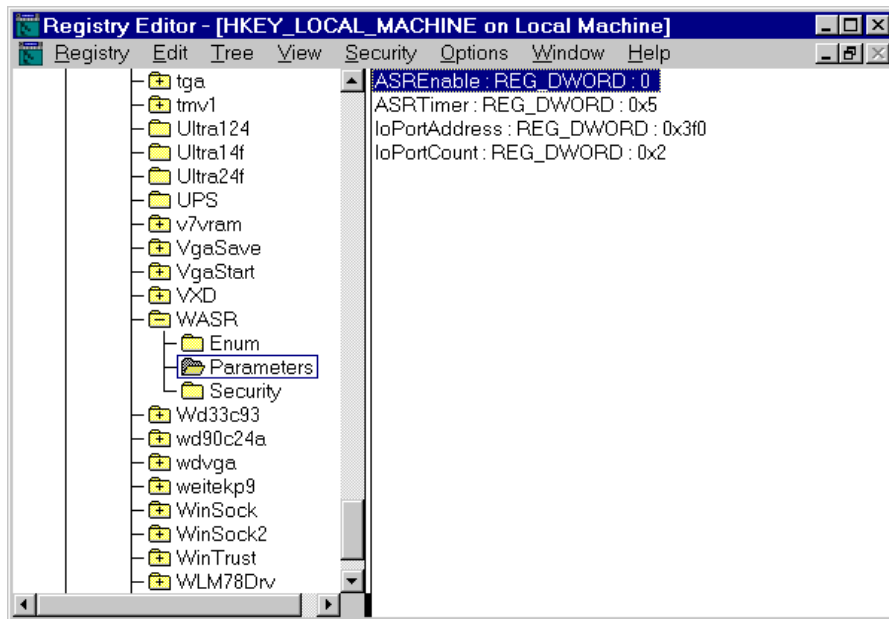 Registry Editor - [HKEY_LOCAL_MACHINE on Local Machine]
Registry Edit Tree View Security Options Window Help
tga
tmv1
Ultra124
Ultra14f
Ultra24f
UPS
v7vram
VgaSave
VgaStart
VXD
WASR
Enum
Parameters
Security
Wd33c93
wd90c24a
wdvga
weitekp9
WinSock
WinSock2
WinTrust
WLM78Drv
ASREnable : REG_DWORD : 0
ASRTimer : REG_DWORD : 0x5
IoPortAddress : REG_DWORD : 0x3f0
IoPortCount : REG_DWORD : 0x2